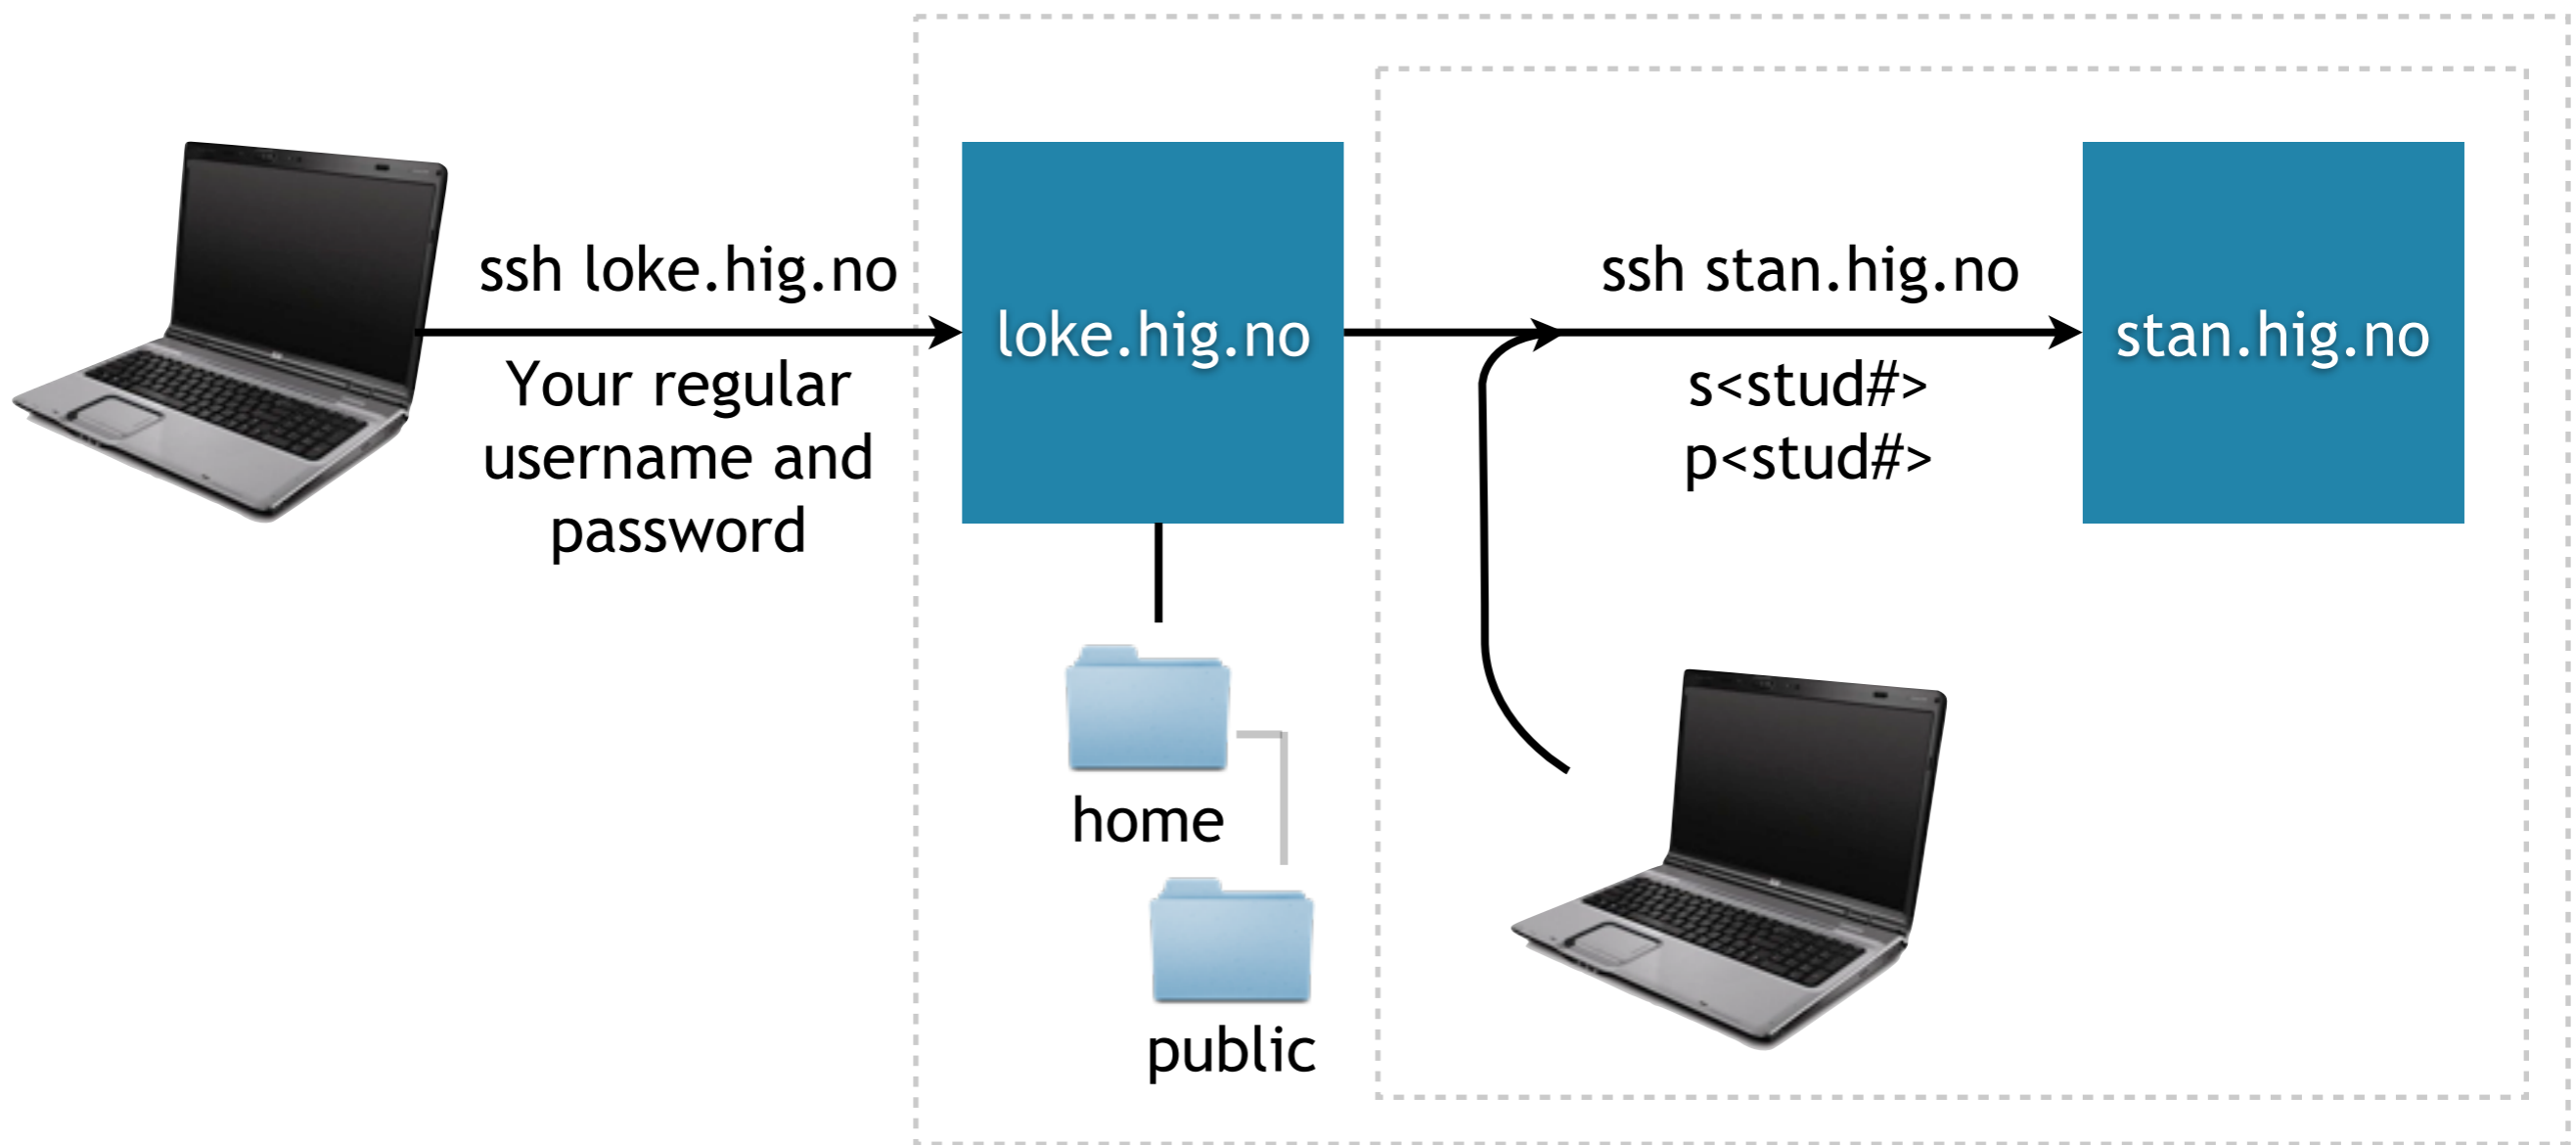 ssh loke.hig.no
Your regular
username and
password
loke.hig.no
home
public
ssh stan.hig.no
s<stud#>
p<stud#>
stan.hig.no